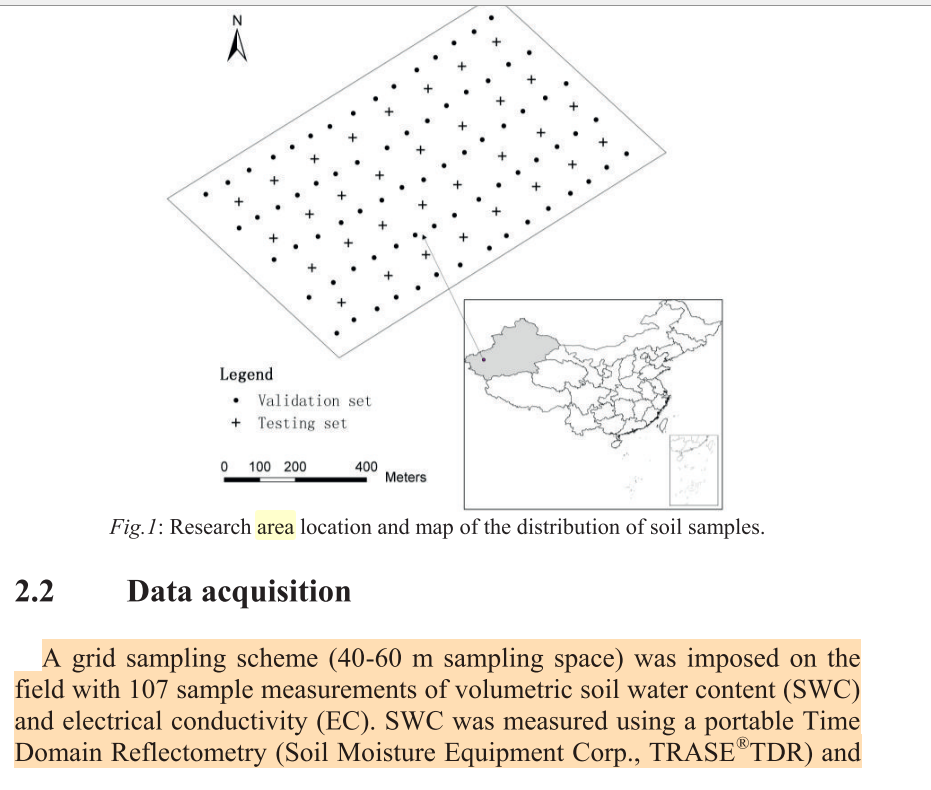 N
Legend
Validation set
Testing set
0 100 200 400
Meters
Fig.1: Research area location and map of the distribution of soil samples.
2.2 Data acquisition
A grid sampling scheme (40-60 m sampling space) was imposed on the
field with 107 sample measurements of volumetric soil water content (SWC)
and electrical conductivity (EC). SWC was measured using a portable Time
Domain Reflectometry (Soil Moisture Equipment Corp., TRASE®TDR) and